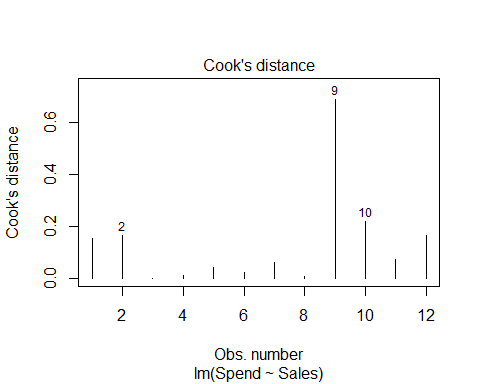 Cook's distance
Cook's distance
0.0 0.2 0.4 0.6
2 9 10
2 4 6 8 10 12
Obs. number
lm(Spend ~ Sales)